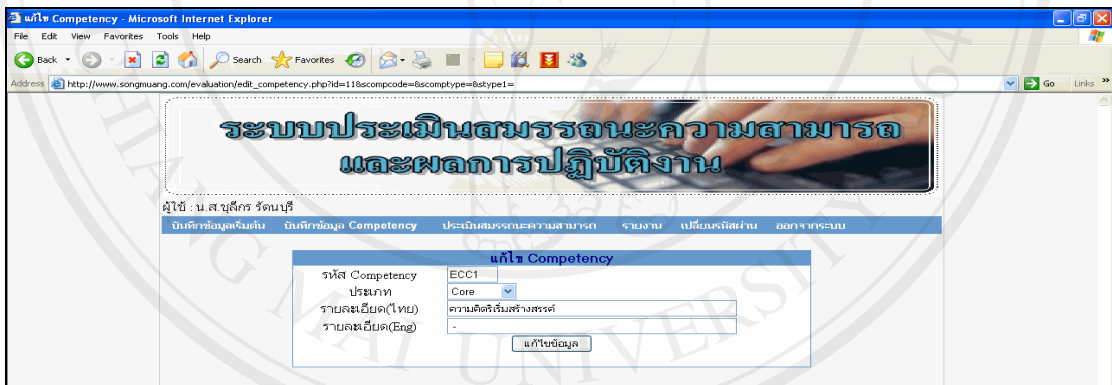 แก้ไข Competency - Microsoft Internet Explorer
File Edit View Favorites Tools Help
Back Search Favorites
Address http://www.songmuang.com/evaluation/edit_competency.php?id=11&scompcode=&scomptype=&stype1= Go Links »
ระบบประเมินสมรรถนะความสามารถ
และผลการปฏิบัติงาน
ผู้ใช้ : น.ส.ชุลีกร รัตนบุรี
บันทึกข้อมูลเริ่มต้น บันทึกข้อมูล Competency ประเมินสมรรถนะความสามารถ รายงาน เปลี่ยนรหัสผ่าน ออกจากระบบ
แก้ไข Competency
รหัส Competency ECC1
ประเภท Core
รายละเอียด(ไทย) ความคิดริเริ่มสร้างสรรค์
รายละเอียด(Eng) -
แก้ไขข้อมูล
CHIANG MAI UNIVERSITY 1964